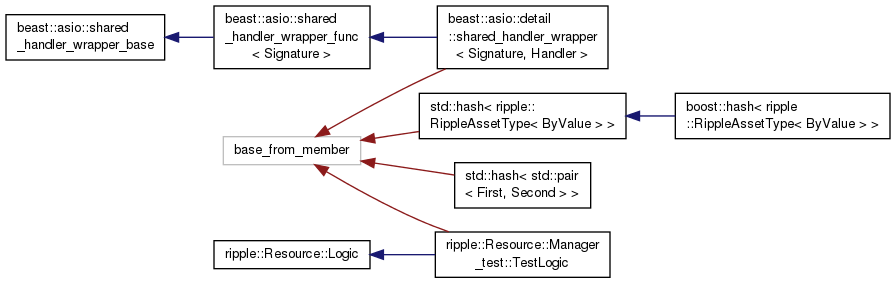 beast::asio::shared
_handler_wrapper_base
beast::asio::shared
_handler_wrapper_func
< Signature >
beast::asio::detail
::shared_handler_wrapper
< Signature, Handler >
std::hash< ripple::
RippleAssetType< ByValue > >
boost::hash< ripple
::RippleAssetType< ByValue > >
base_from_member
std::hash< std::pair
< First, Second > >
ripple::Resource::Logic
ripple::Resource::Manager
_test::TestLogic